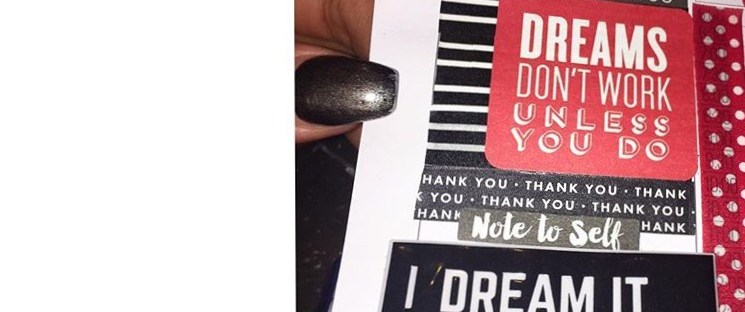 DREAMS
DON'T WORK
UNLESS
YOU DO
HANK YOU · THANK YOU · THANK
YOU · THANK YOU · THANK YOU ·
HANK
HANK
Note to Self
I DREAM IT